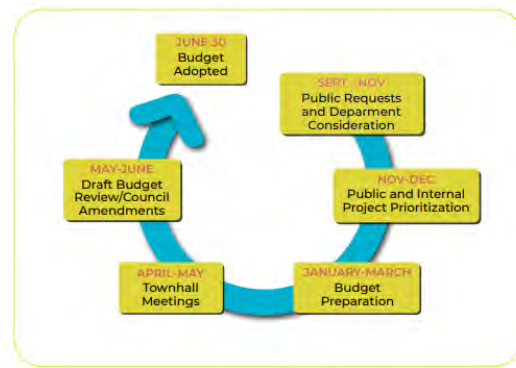 JUNE 30
Budget
Adopted
SEPT - NOV
Public Requests
and Deparment
Consideration
NOV-DEC
Public and Internal
Project Prioritization
JANUARY-MARCH
Budget
Preparation
APRIL-MAY
Townhall
Meetings
MAY-JUNE
Draft Budget
Review/Council
Amendments